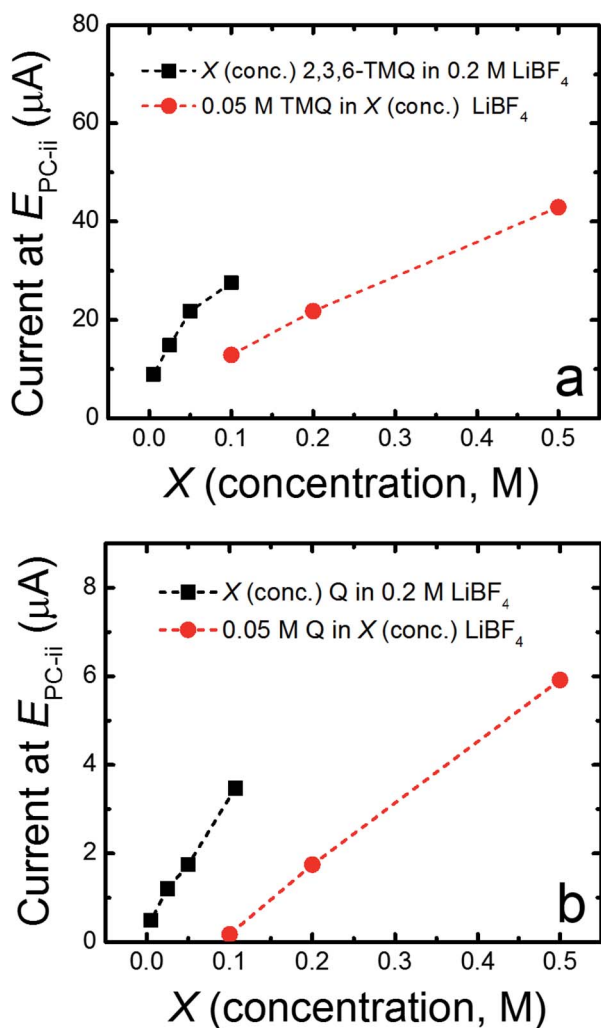 80
60
40
20
0
Current at E_PC-ii (μA)
X (conc.) 2,3,6-TMQ in 0.2 M LiBF₄
0.05 M TMQ in X (conc.) LiBF₄
a
0.0 0.1 0.2 0.3 0.4 0.5
X (concentration, M)
8
6
4
2
0
Current at E_PC-ii (μA)
X (conc.) Q in 0.2 M LiBF₄
0.05 M Q in X (conc.) LiBF₄
b
0.0 0.1 0.2 0.3 0.4 0.5
X (concentration, M)